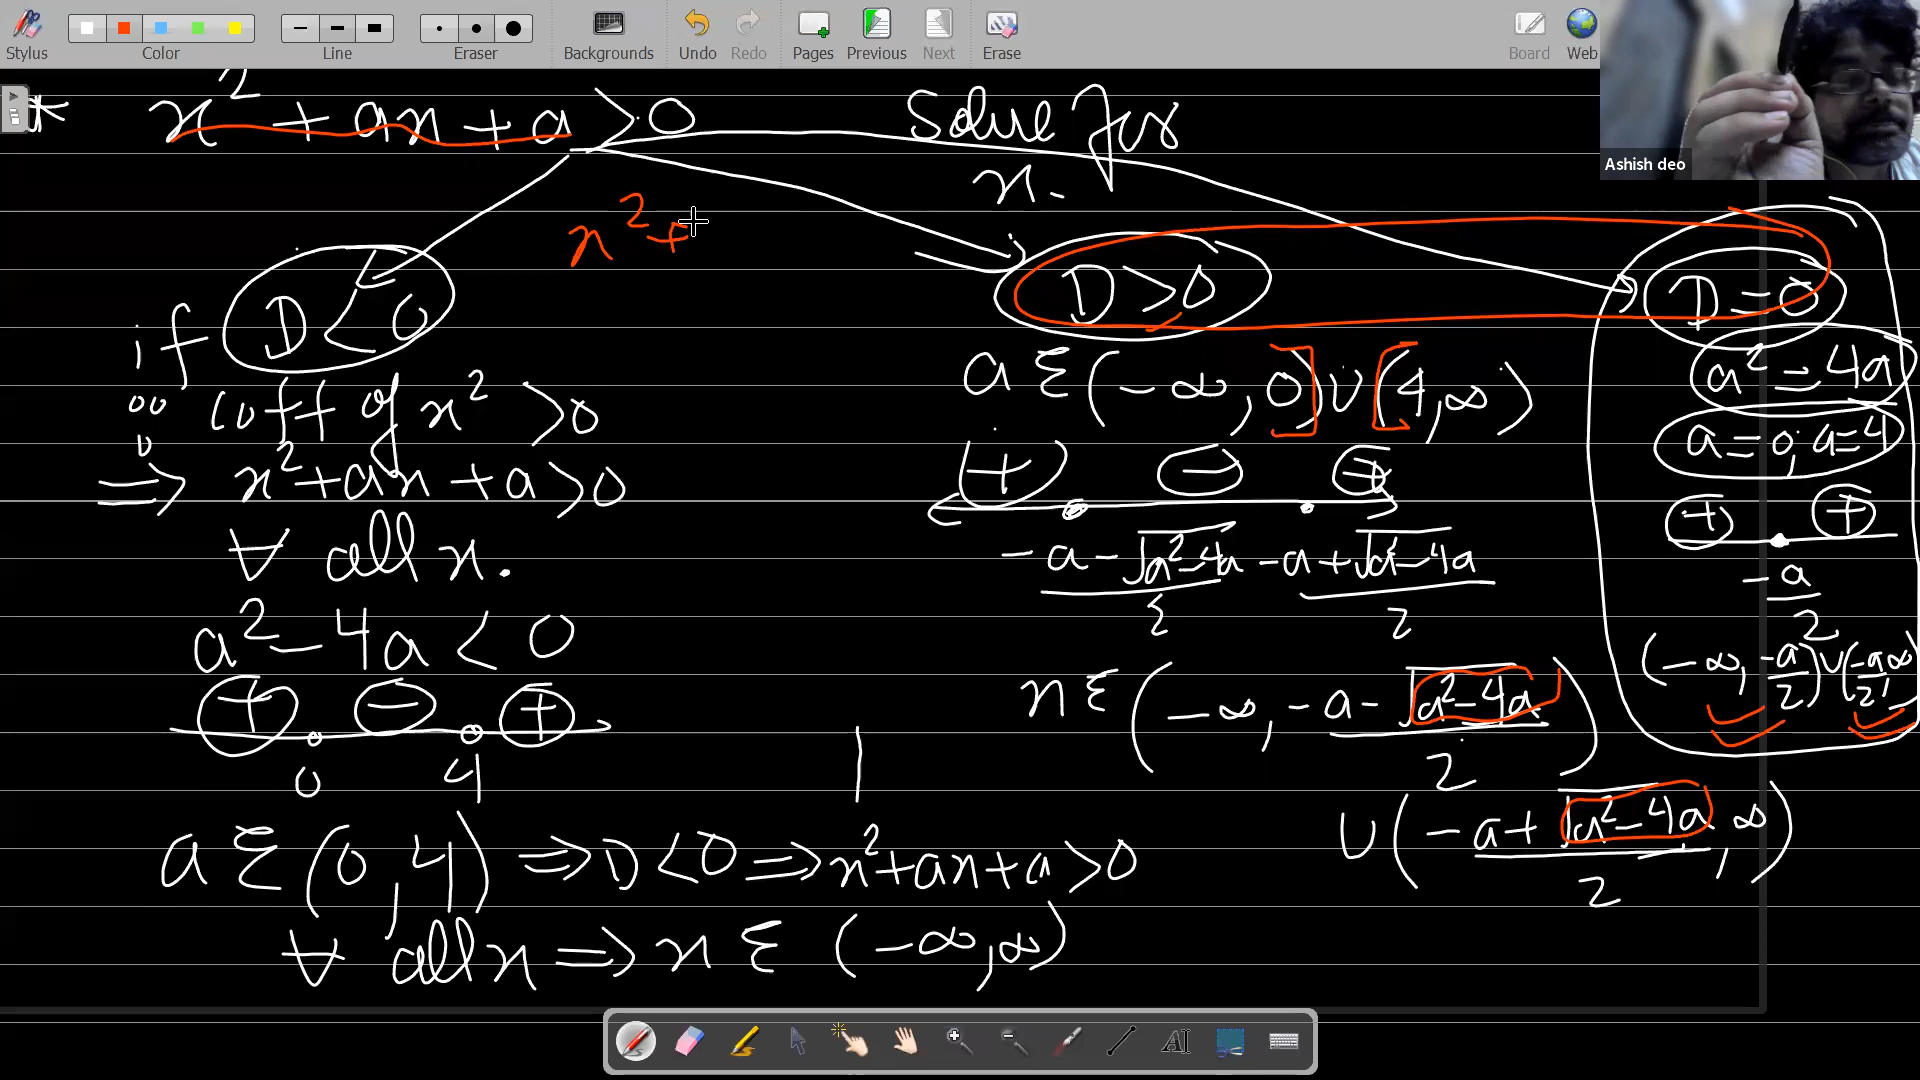 Stylus
Color
Line
Eraser
Backgrounds
Undo
Redo
Pages
Previous
Next
Erase
Board
Web
Ashish deo
* x² + ax + a > 0
Solve for
x.
x² +
if D < 0
coff of x² > 0
⇒ x² + ax + a > 0
∀ all x.
a² - 4a < 0
+ - +
0 4
a ∈ (0, 4) ⇒ D < 0 ⇒ x² + ax + a > 0
∀ all x ⇒ x ∈ (-∞, ∞)
D > 0
a ∈ (-∞, 0]) ∪ [(4, ∞)
+ - +
(-a - √(a² - 4a))/2 (-a + √(a² - 4a))/2
x ∈ (-∞, (-a - √(a² - 4a))/2)
∪ ((-a + √(a² - 4a))/2, ∞)
D = 0
a² = 4a
a = 0, a = 4
+ +
-a/2
(-∞, -a/2) ∪ (-a/2, ∞)